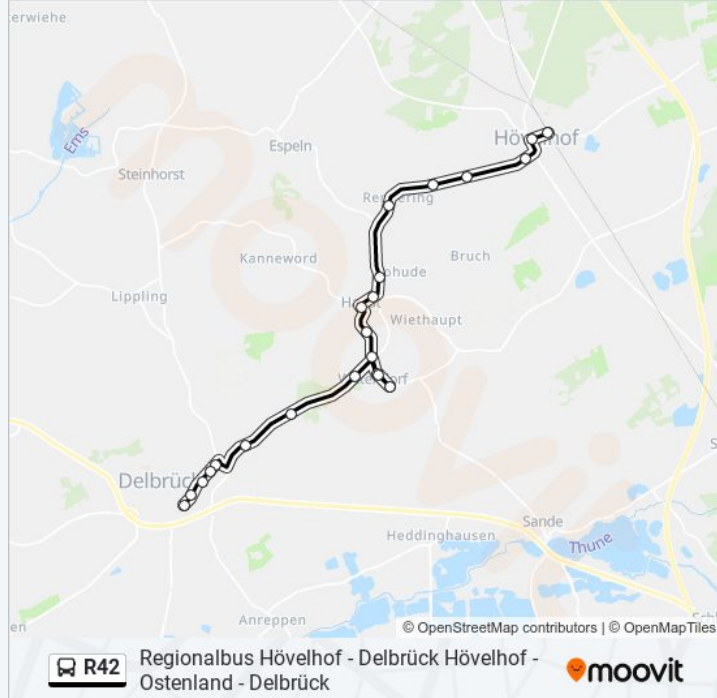 erwiehe
Ems
Espeln
Hövelhof
Steinhorst
Kanneword
Bruch
Lippling
Wiethaupt
Delbrück
Sande
Heddinghausen
Thune
Anreppen
en
© OpenStreetMap contributors | © OpenMapTiles
R42
Regionalbus Hövelhof - Delbrück Hövelhof -
Ostenland - Delbrück
moovit